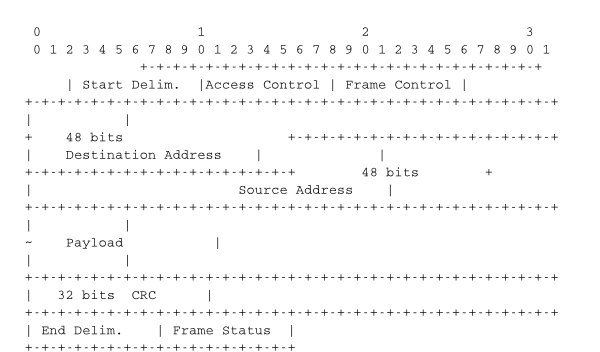 0                   1                   2                   3
 0 1 2 3 4 5 6 7 8 9 0 1 2 3 4 5 6 7 8 9 0 1 2 3 4 5 6 7 8 9 0 1
              +-+-+-+-+-+-+-+-+-+-+-+-+-+-+-+-+-+-+-+-+-+-+-+-+
     | Start Delim.  |Access Control | Frame Control |
+-+-+-+-+-+-+-+-+-+-+-+-+-+-+-+-+-+-+-+-+-+-+-+-+-+-+-+-+-+-+-+-+
|           |
+    48 bits                    +-+-+-+-+-+-+-+-+-+-+-+-+-+-+-+-+
|    Destination Address    |              |
+-+-+-+-+-+-+-+-+-+-+-+-+-+-+-+-+        48 bits        +
|                         Source Address    |
+-+-+-+-+-+-+-+-+-+-+-+-+-+-+-+-+-+-+-+-+-+-+-+-+-+-+-+-+-+-+-+-+
|           |
~    Payload           |
|           |
+-+-+-+-+-+-+-+-+-+-+-+-+-+-+-+-+-+-+-+-+-+-+-+-+-+-+-+-+-+-+-+-+
|   32 bits  CRC      |
+-+-+-+-+-+-+-+-+-+-+-+-+-+-+-+-+-+-+-+-+-+-+-+-+-+-+-+-+-+-+-+-+
| End Delim.    | Frame Status  |
+-+-+-+-+-+-+-+-+-+-+-+-+-+-+-+-+